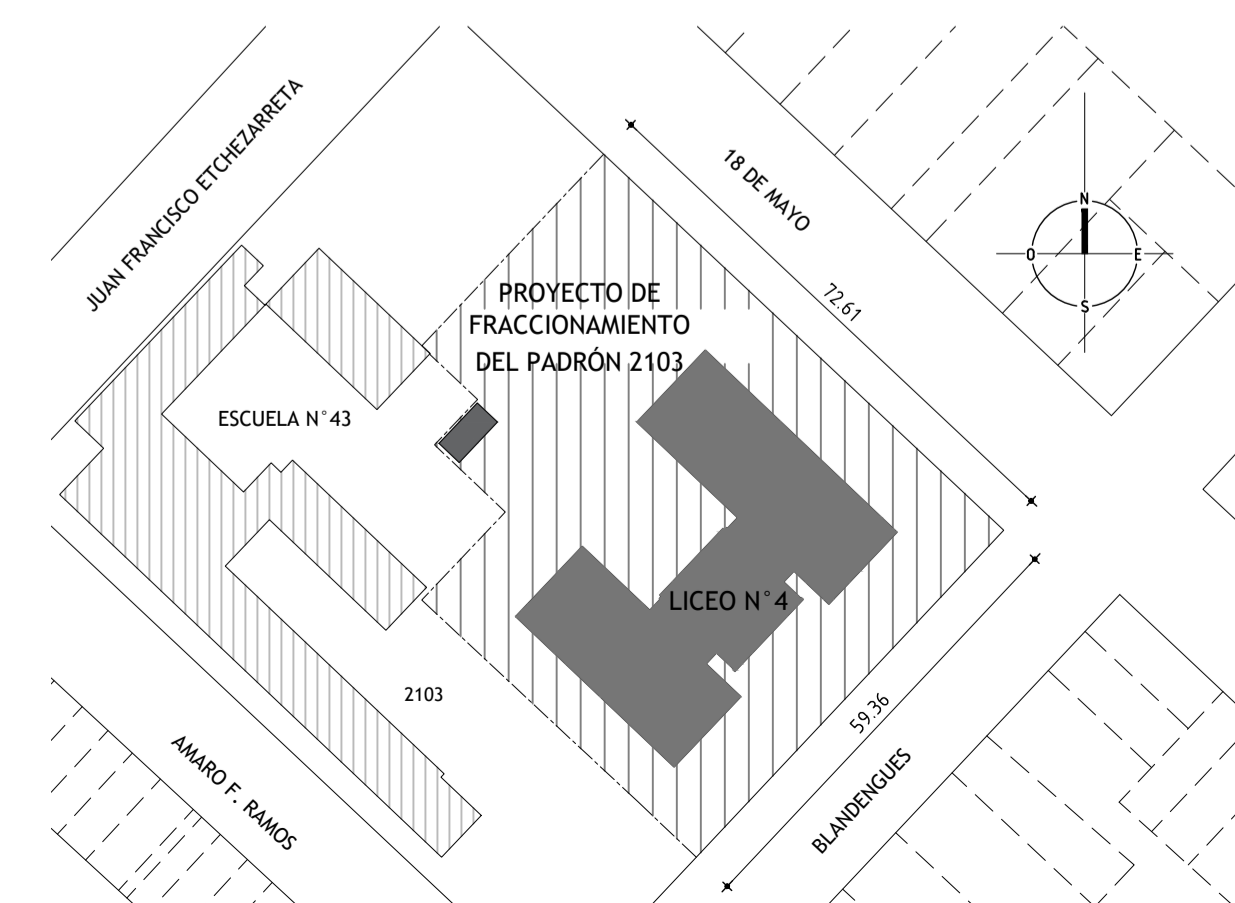 JUAN FRANCISCO ETCHEZARRETA
18 DE MAYO
72.61
N
O
E
S
PROYECTO DE
FRACCIONAMIENTO
DEL PADRÓN 2103
ESCUELA N°43
LICEO N°4
2103
59.36
AMARO F. RAMOS
BLANDENGUES